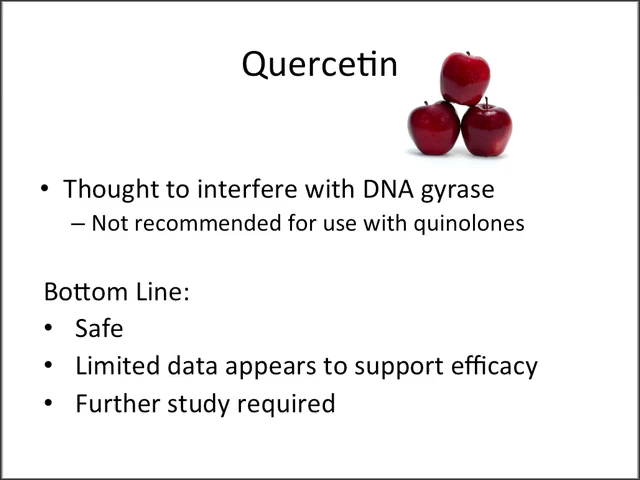 Quercetin
• Thought to interfere with DNA gyrase
– Not recommended for use with quinolones
Bottom Line:
• Safe
• Limited data appears to support efficacy
• Further study required